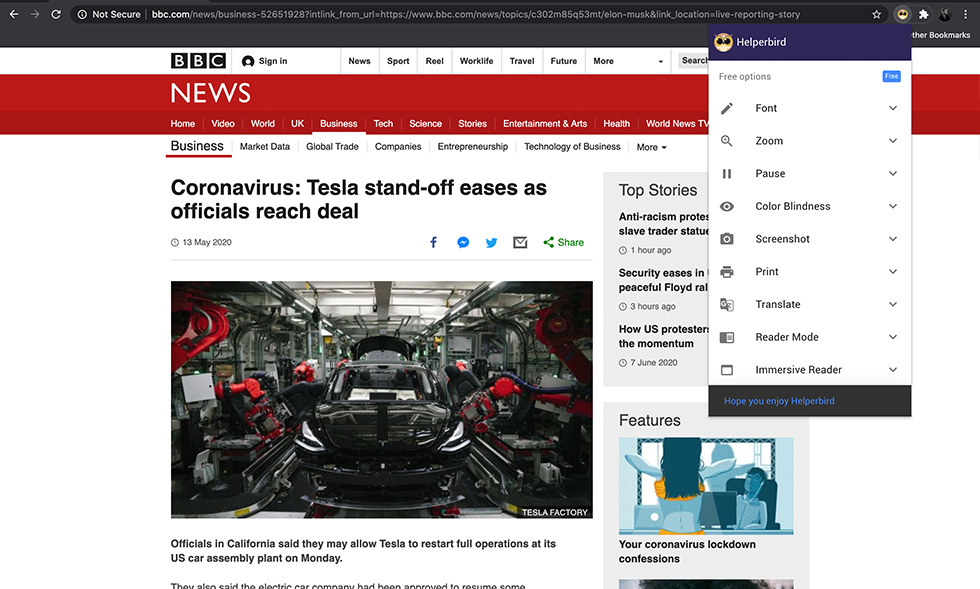 Not Secure | bbc.com/news/business-52651928?intlink_from_url=https://www.bbc.com/news/topics/c302m85q53mt/elon-musk&link_location=live-reporting-story
ther Bookmarks
BBC
Sign in
News
Sport
Reel
Worklife
Travel
Future
More
Search
NEWS
Home
Video
World
UK
Business
Tech
Science
Stories
Entertainment & Arts
Health
World News TV
Business
Market Data
Global Trade
Companies
Entrepreneurship
Technology of Business
More
Coronavirus: Tesla stand-off eases as
officials reach deal
13 May 2020
Share
TESLA FACTORY
Officials in California said they may allow Tesla to restart full operations at its
US car assembly plant on Monday.
They also said the electric car company had been approved to resume some
Top Stories
Anti-racism protes
slave trader statue
1 hour ago
Security eases in
peaceful Floyd ral
3 hours ago
How US protesters
the momentum
7 June 2020
Features
Your coronavirus lockdown
confessions
Helperbird
Free options
Free
Font
Zoom
Pause
Color Blindness
Screenshot
Print
Translate
Reader Mode
Immersive Reader
Hope you enjoy Helperbird